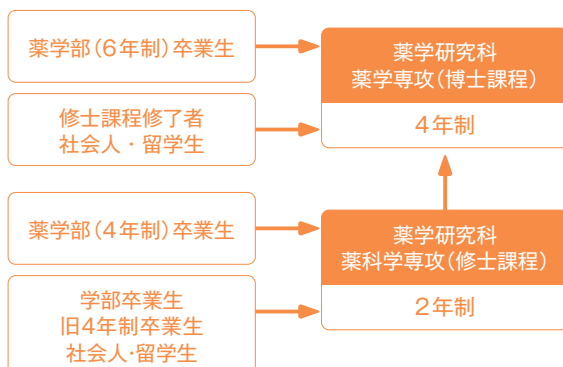 薬学部(6年制)卒業生
薬学研究科
薬学専攻(博士課程)
4年制
修士課程修了者
社会人・留学生
薬学部(4年制)卒業生
薬学研究科
薬科学専攻(修士課程)
2年制
学部卒業生
旧4年制卒業生
社会人・留学生